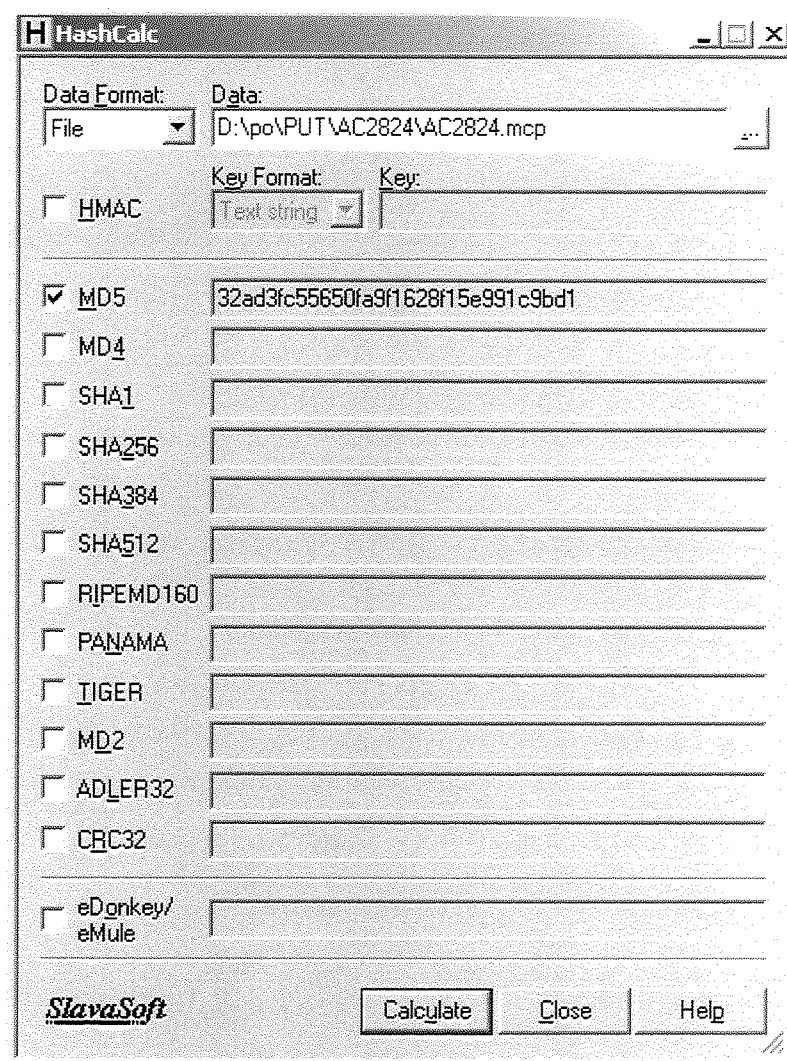 H HashCalc
Data Format: Data:
File D:\po\PUT\AC2824\AC2824.mcp ...
Key Format: Key:
HMAC Text string
MD5 32ad3fc55650fa9f1628f15e991c9bd1
MD4
SHA1
SHA256
SHA384
SHA512
RIPEMD160
PANAMA
TIGER
MD2
ADLER32
CRC32
eDonkey/
eMule
SlavaSoft Calculate Close Help